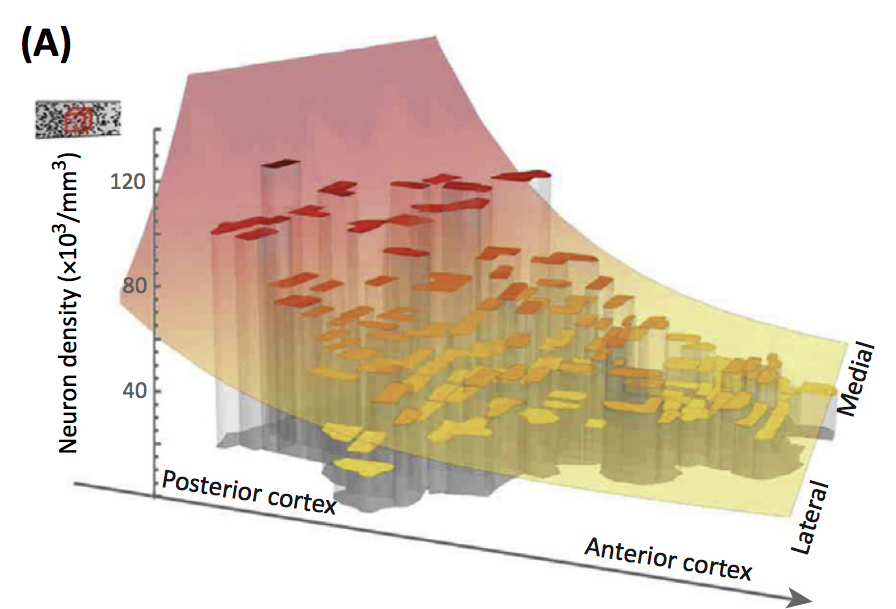 (A)
Neuron density (×10³/mm³)
120
80
40
Posterior cortex
Anterior cortex
Medial
Lateral